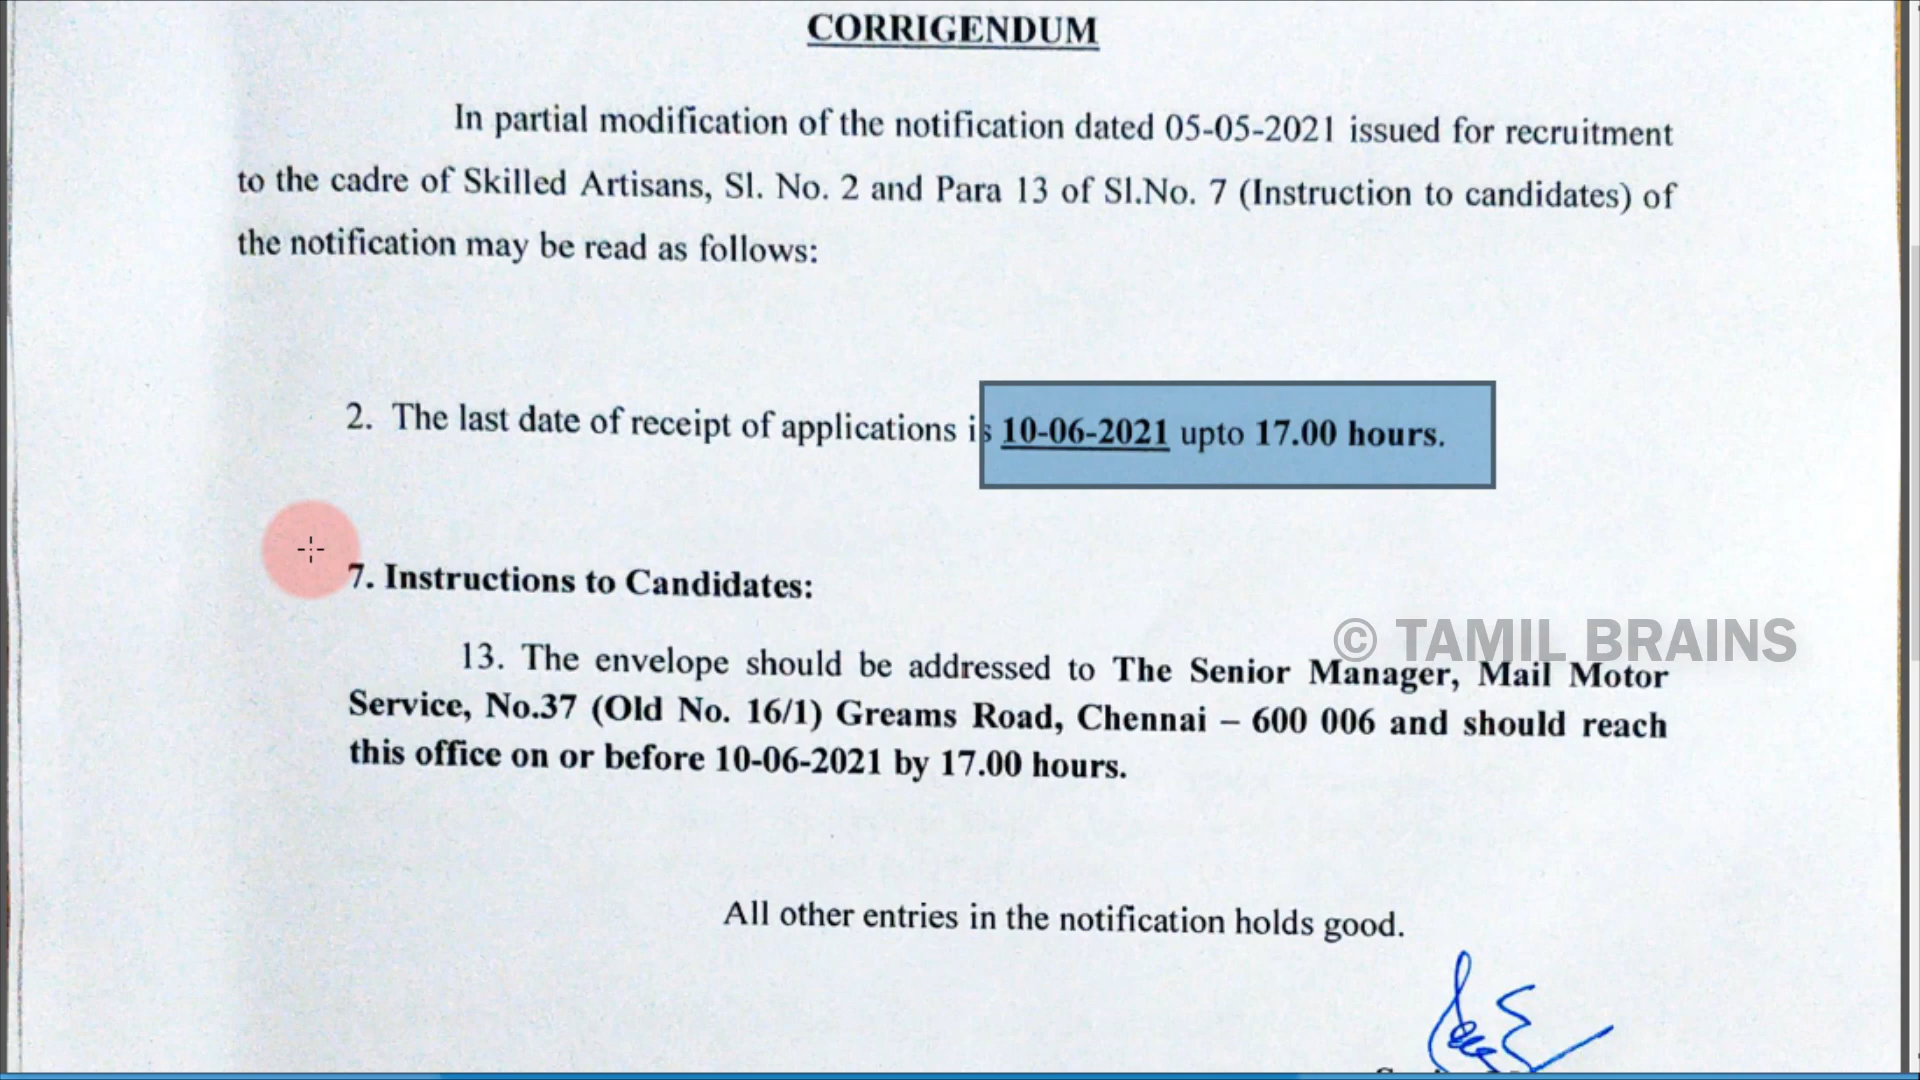 CORRIGENDUM
In partial modification of the notification dated 05-05-2021 issued for recruitment
to the cadre of Skilled Artisans, Sl. No. 2 and Para 13 of Sl.No. 7 (Instruction to candidates) of
the notification may be read as follows:
2. The last date of receipt of applications is 10-06-2021 upto 17.00 hours.
7. Instructions to Candidates:
© TAMIL BRAINS
13. The envelope should be addressed to The Senior Manager, Mail Motor
Service, No.37 (Old No. 16/1) Greams Road, Chennai – 600 006 and should reach
this office on or before 10-06-2021 by 17.00 hours.
All other entries in the notification holds good.